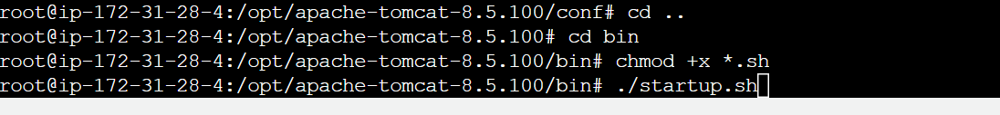 root@ip-172-31-28-4:/opt/apache-tomcat-8.5.100/conf# cd ..
root@ip-172-31-28-4:/opt/apache-tomcat-8.5.100# cd bin
root@ip-172-31-28-4:/opt/apache-tomcat-8.5.100/bin# chmod +x *.sh
root@ip-172-31-28-4:/opt/apache-tomcat-8.5.100/bin# ./startup.sh